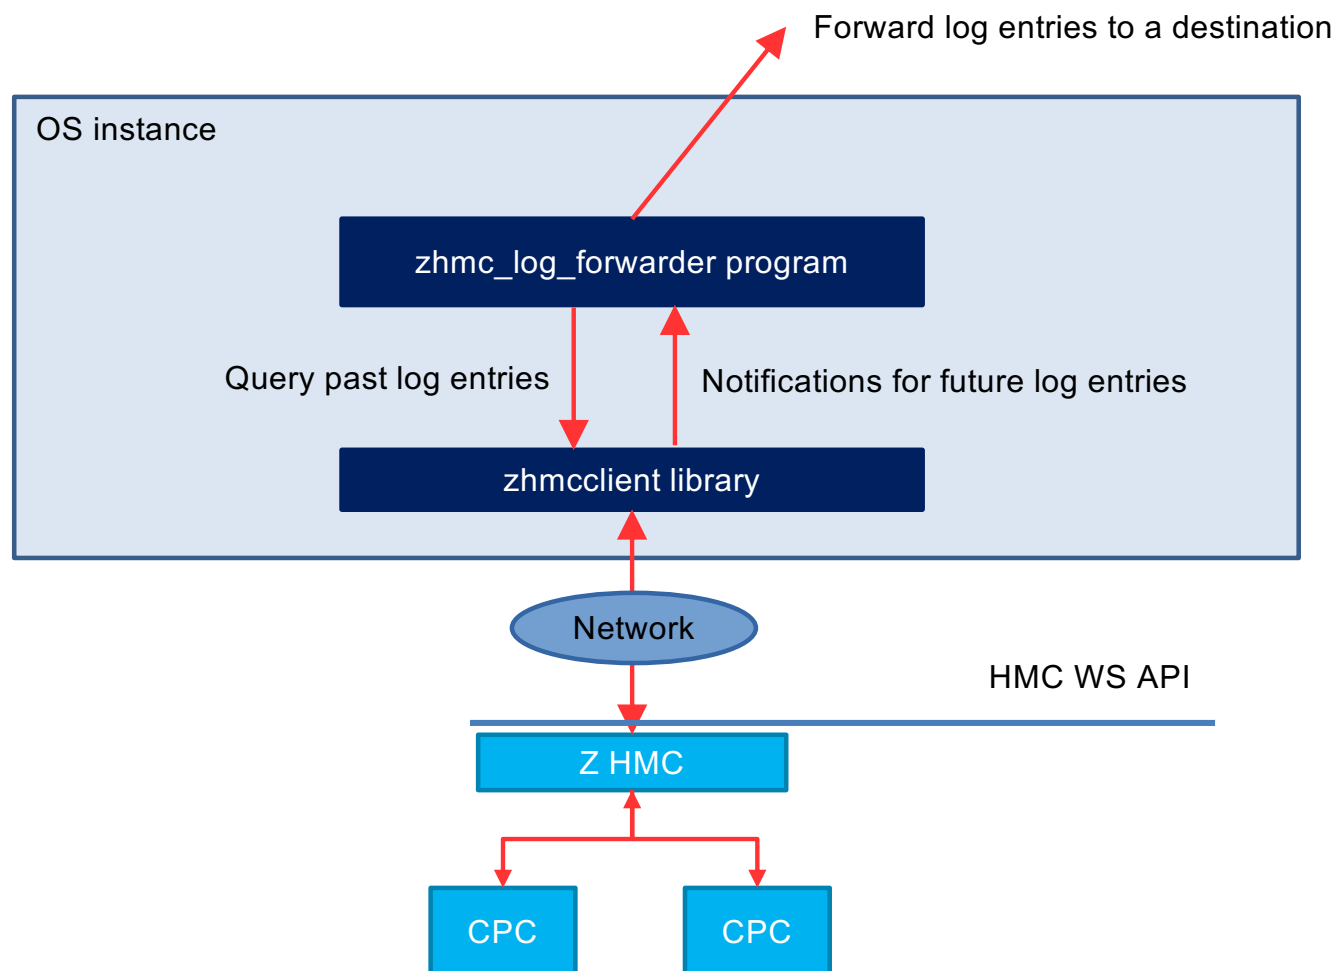 Forward log entries to a destination
OS instance
zhmc_log_forwarder program
Query past log entries
Notifications for future log entries
zhmcclient library
Network
HMC WS API
Z HMC
CPC
CPC